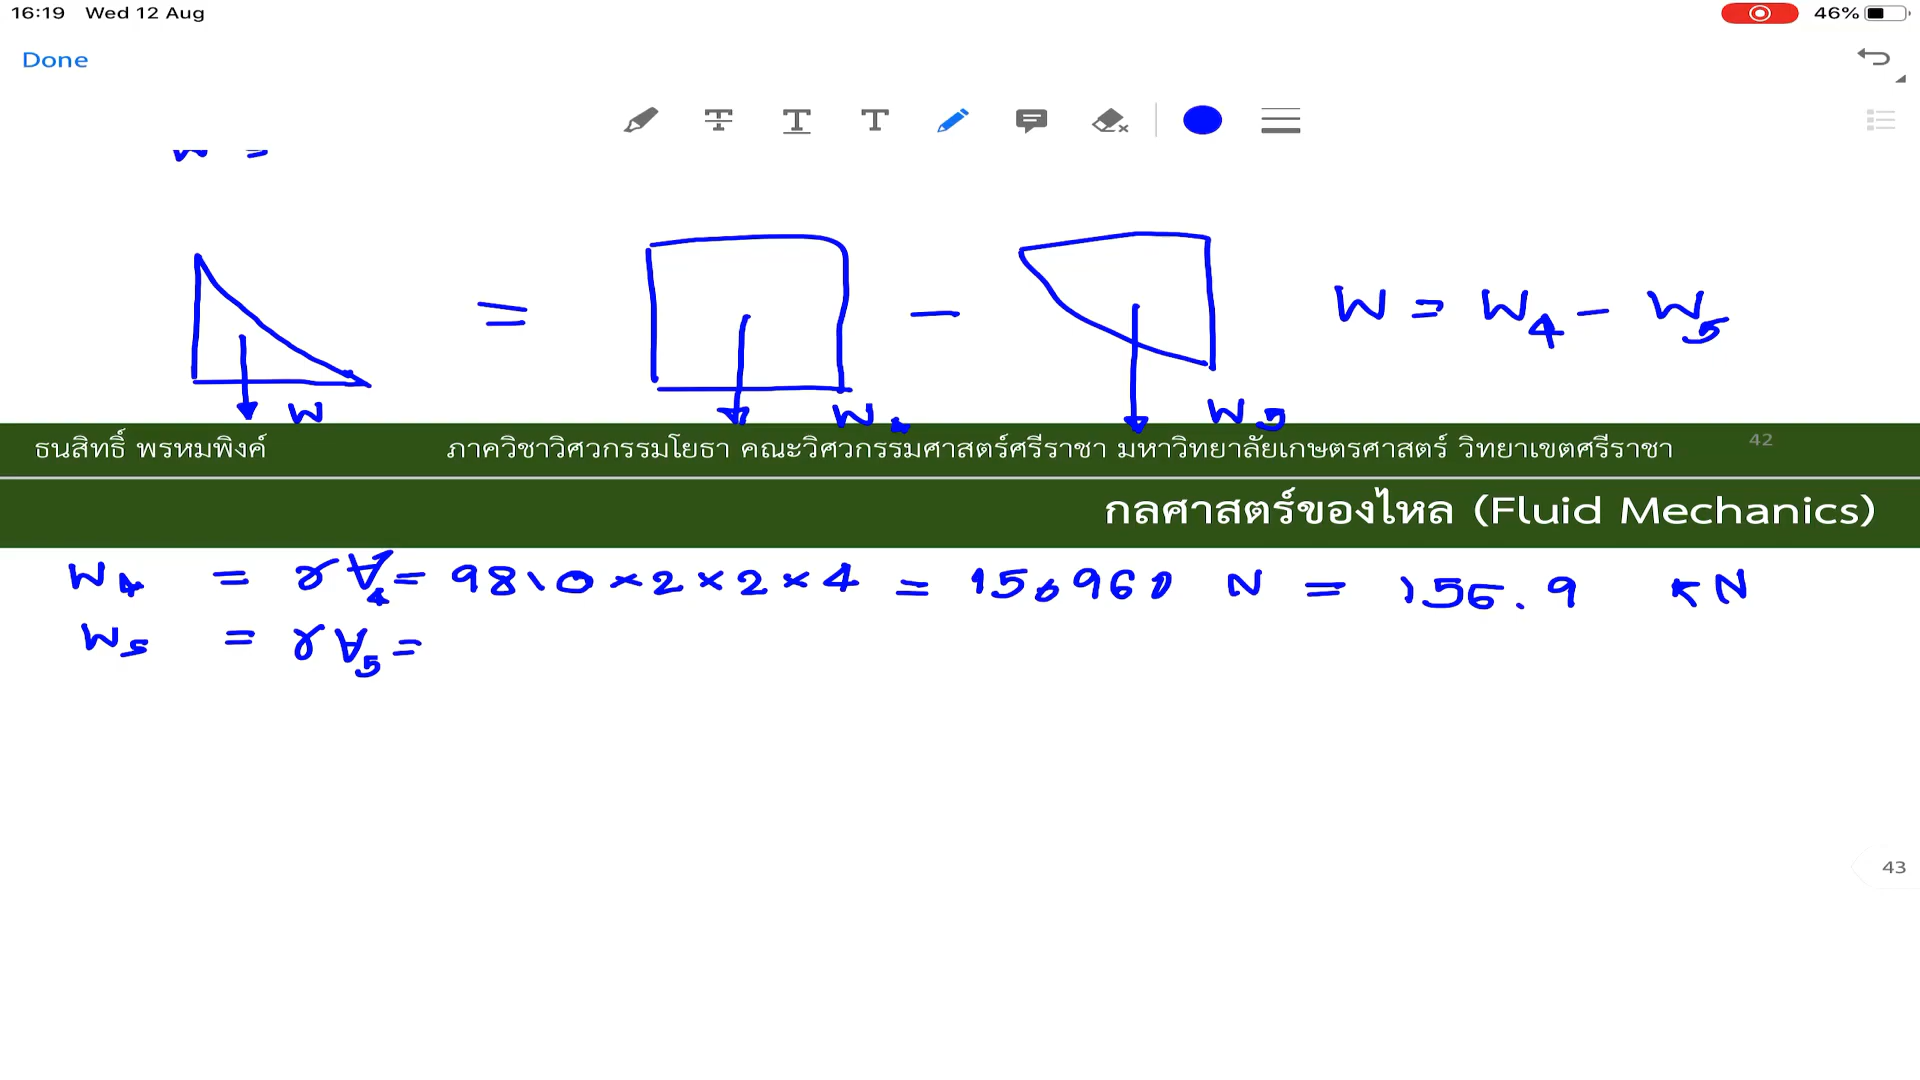 16:19 Wed 12 Aug
46%
Done
W =
=
-
W = W4 - W5
W
W4
W5
ธนสิทธิ์ พรหมพิงค์ ภาควิชาวิศวกรรมโยธา คณะวิศวกรรมศาสตร์ศรีราชา มหาวิทยาลัยเกษตรศาสตร์ วิทยาเขตศรีราชา 42
กลศาสตร์ของไหล (Fluid Mechanics)
W4 = γ∀4 = 9810 × 2 × 2 × 4 = 156960 N = 156.9 kN
W5 = γ∀5 =
43